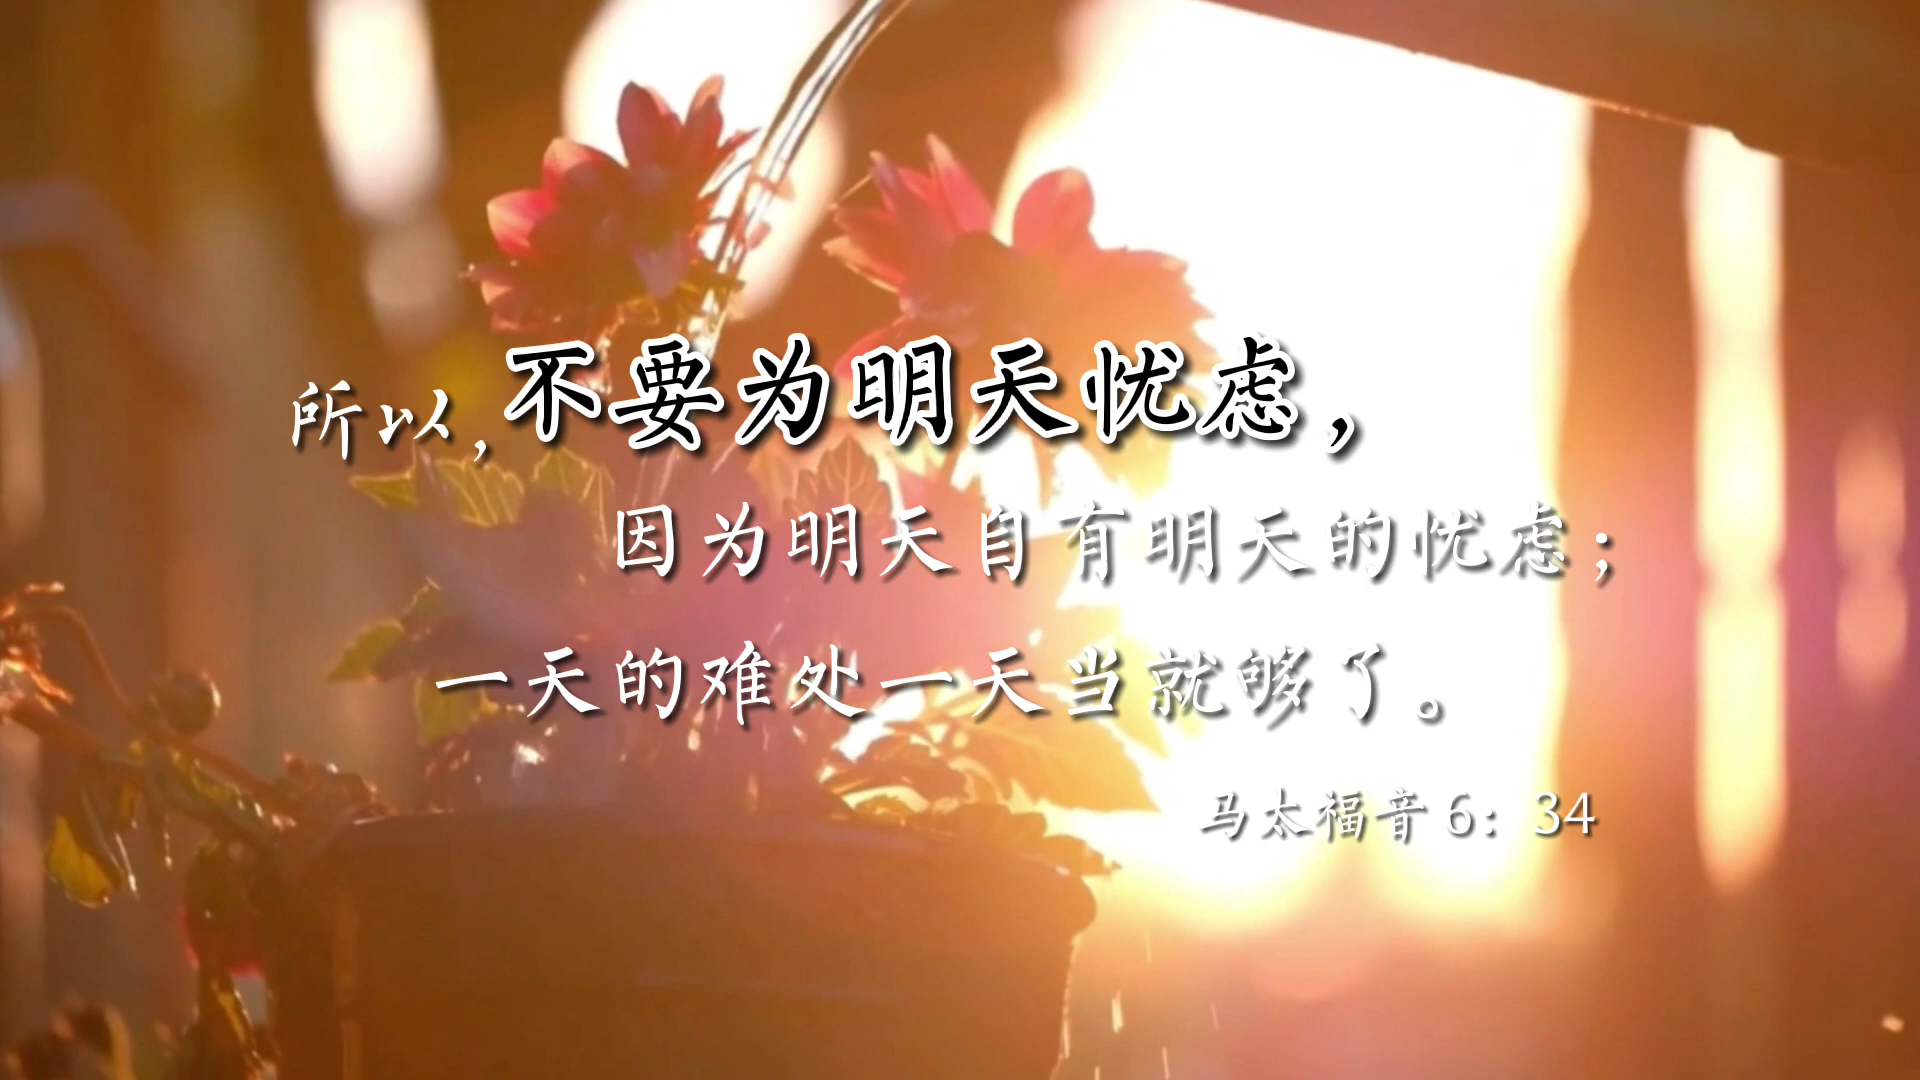 所以,不要为明天忧虑，
因为明天自有明天的忧虑；
一天的难处一天当就够了。
马太福音 6：34